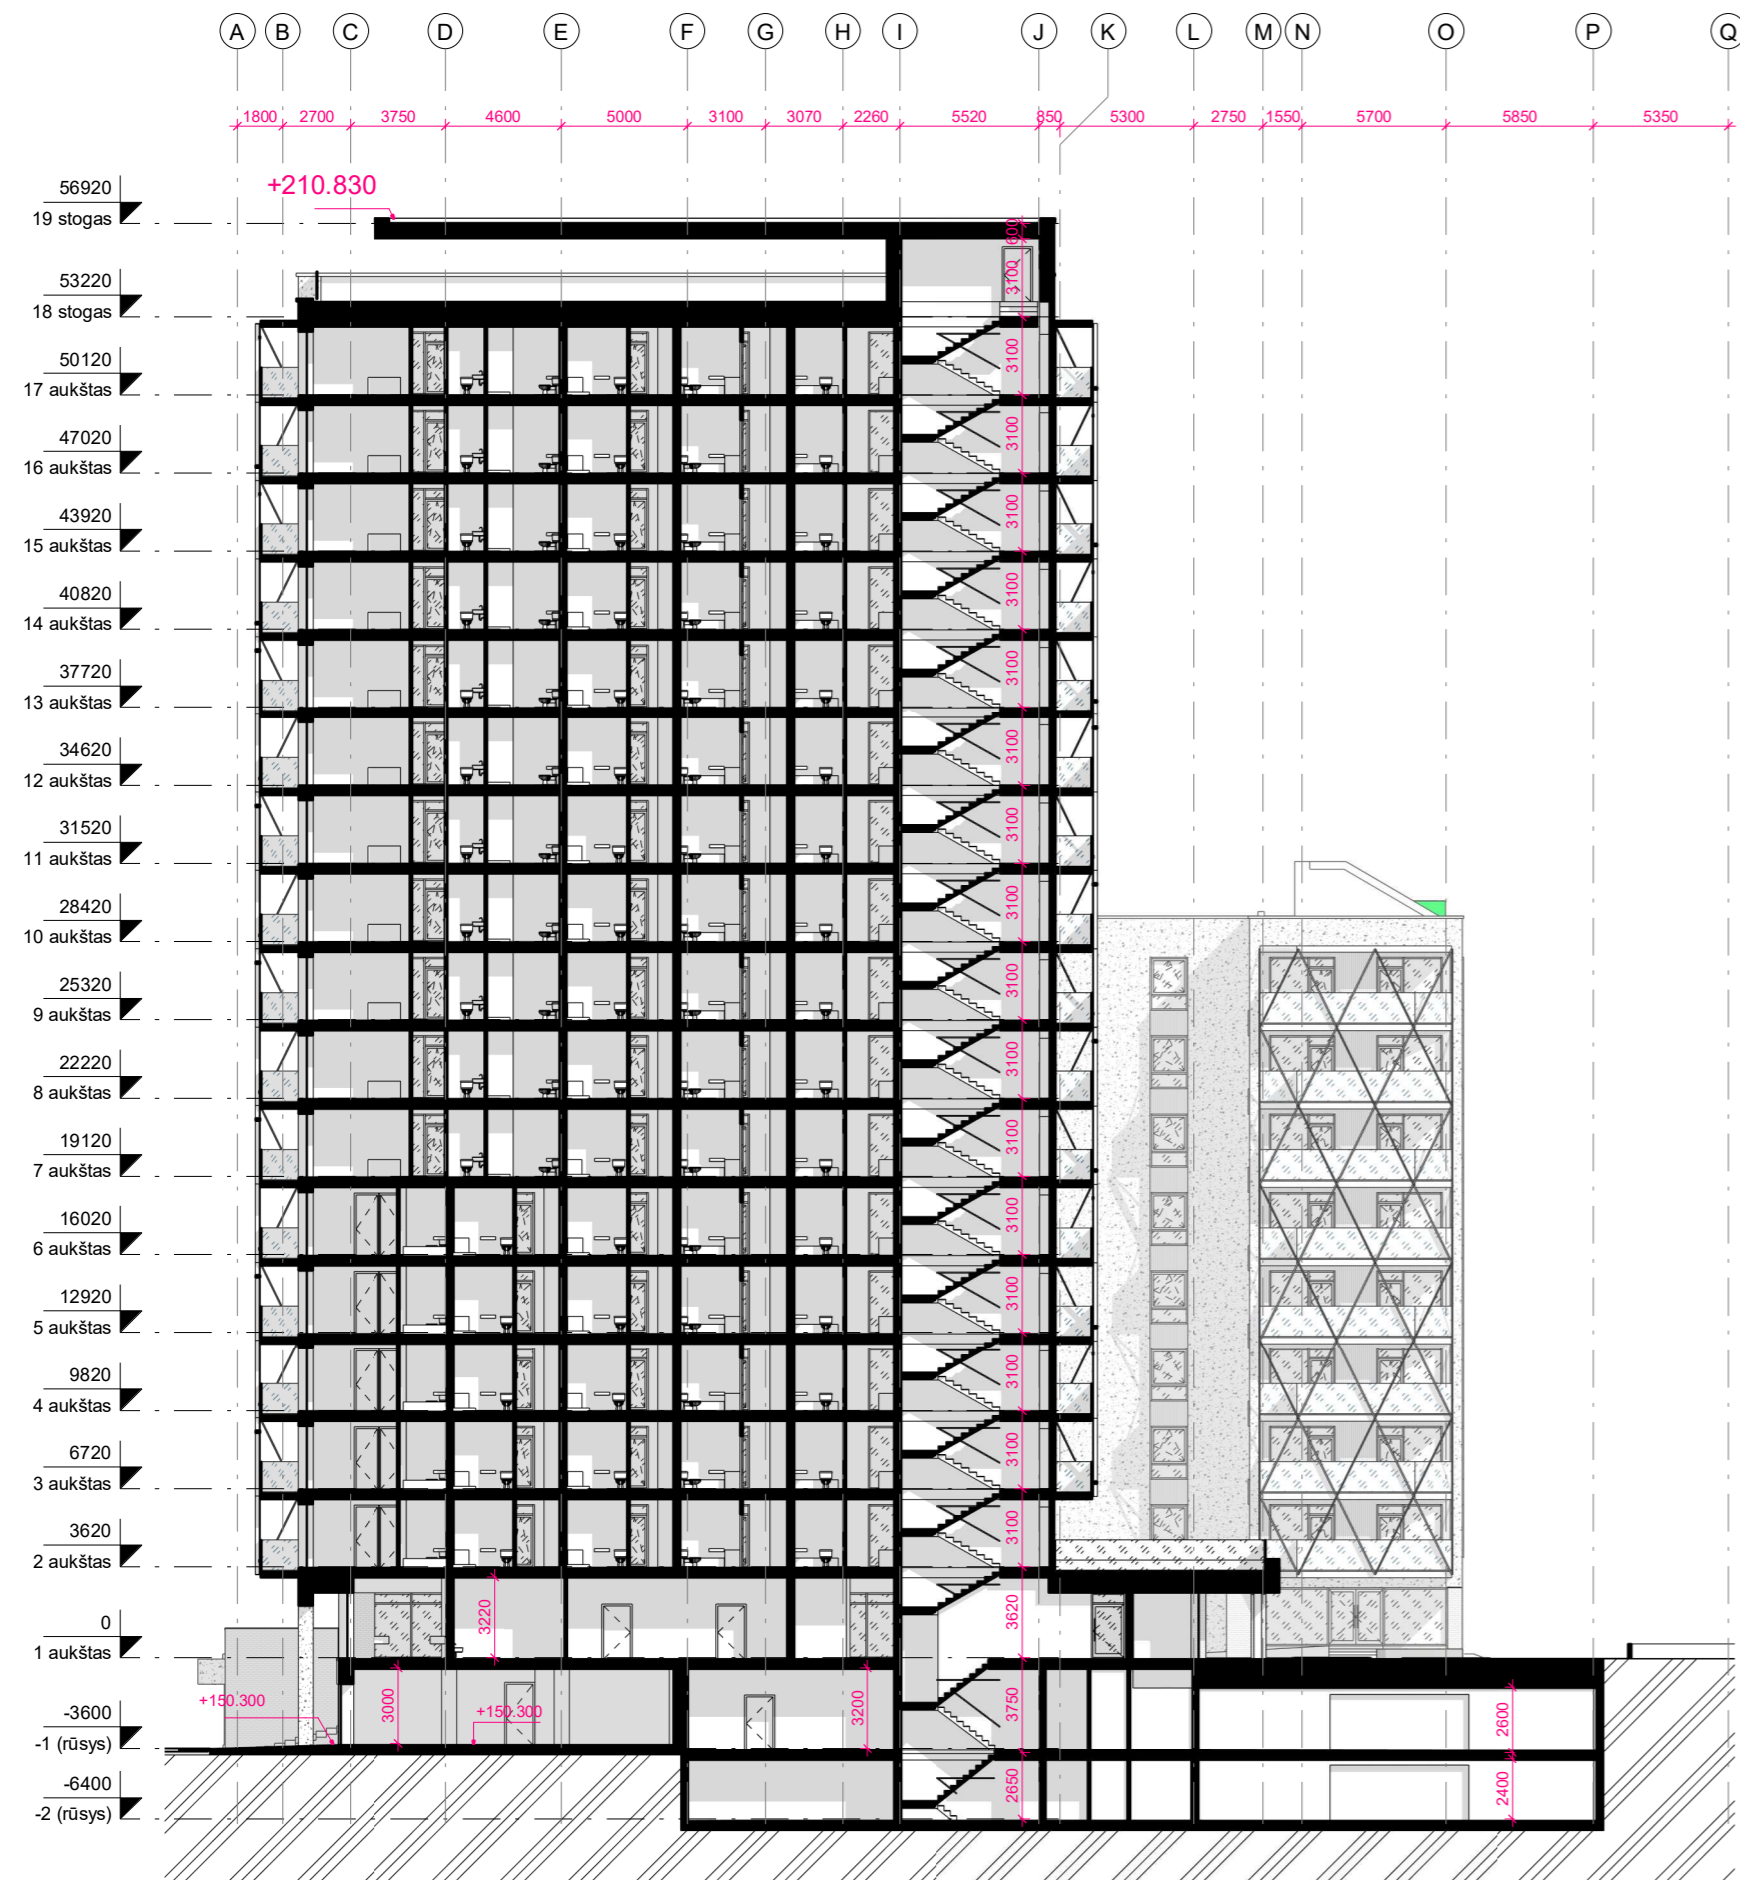 A B C D E F G H I J K L M N O P Q
1800 2700 3750 4600 5000 3100 3070 2260 5520 850 5300 2750 1550 5700 5850 5350
+210.830
56920
19 stogas
600
3100
53220
18 stogas
3100
50120
17 aukštas
3100
47020
16 aukštas
3100
43920
15 aukštas
3100
40820
14 aukštas
3100
37720
13 aukštas
3100
34620
12 aukštas
3100
31520
11 aukštas
3100
28420
10 aukštas
3100
25320
9 aukštas
3100
22220
8 aukštas
3100
19120
7 aukštas
3100
16020
6 aukštas
3100
12920
5 aukštas
3100
9820
4 aukštas
3100
6720
3 aukštas
3100
3620
2 aukštas
3220 3620
0
1 aukštas
+150.300 3000 +150.300 3200 3750 2600
-3600
-1 (rūsys)
2650 2400
-6400
-2 (rūsys)